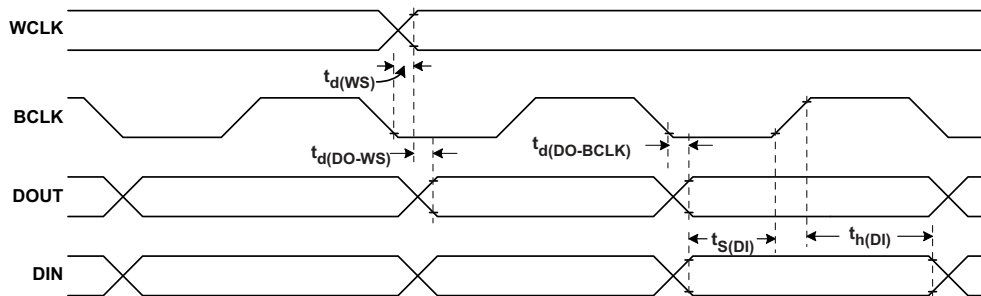 WCLK
td(WS)
BCLK
td(DO-WS)
td(DO-BCLK)
DOUT
tS(DI)
th(DI)
DIN